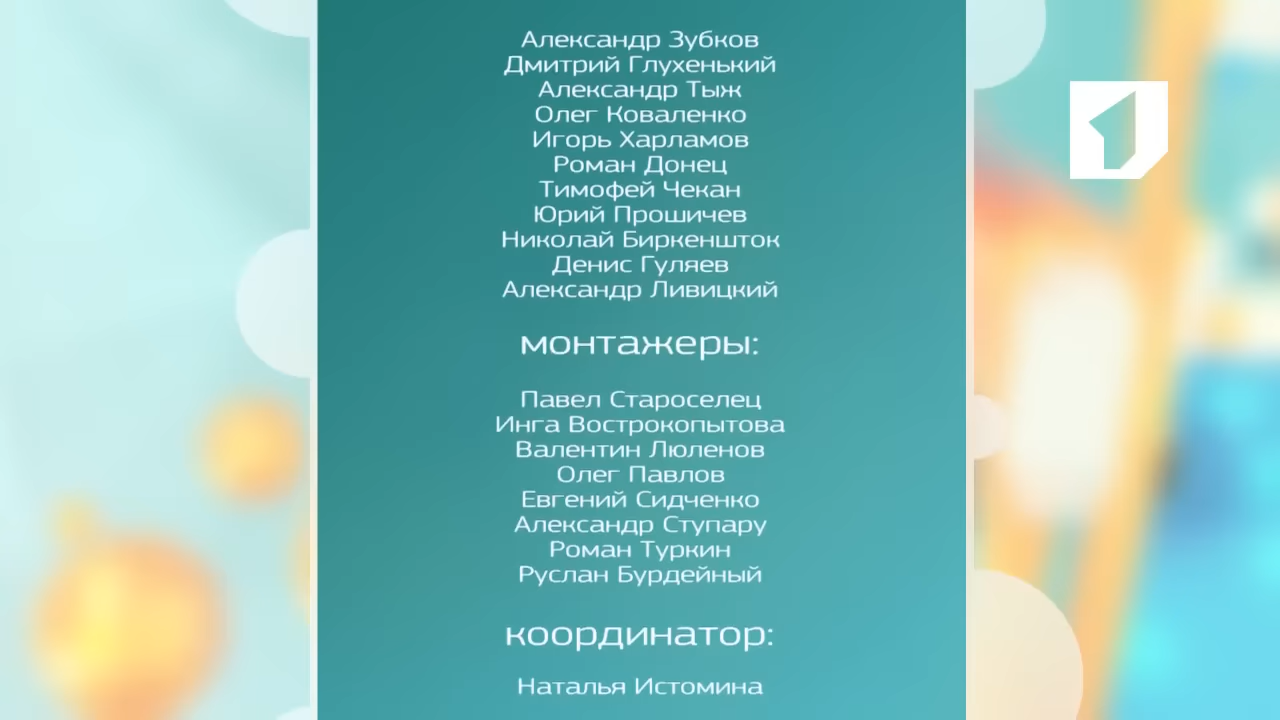 Александр Зубков
Дмитрий Глухенький
Александр Тыж
Олег Коваленко
Игорь Харламов
Роман Донец
Тимофей Чекан
Юрий Прошичев
Николай Биркеншток
Денис Гуляев
Александр Ливицкий
монтажеры:
Павел Староселец
Инга Вострокопытова
Валентин Люленов
Олег Павлов
Евгений Сидченко
Александр Ступару
Роман Туркин
Руслан Бурдейный
координатор:
Наталья Истомина
1